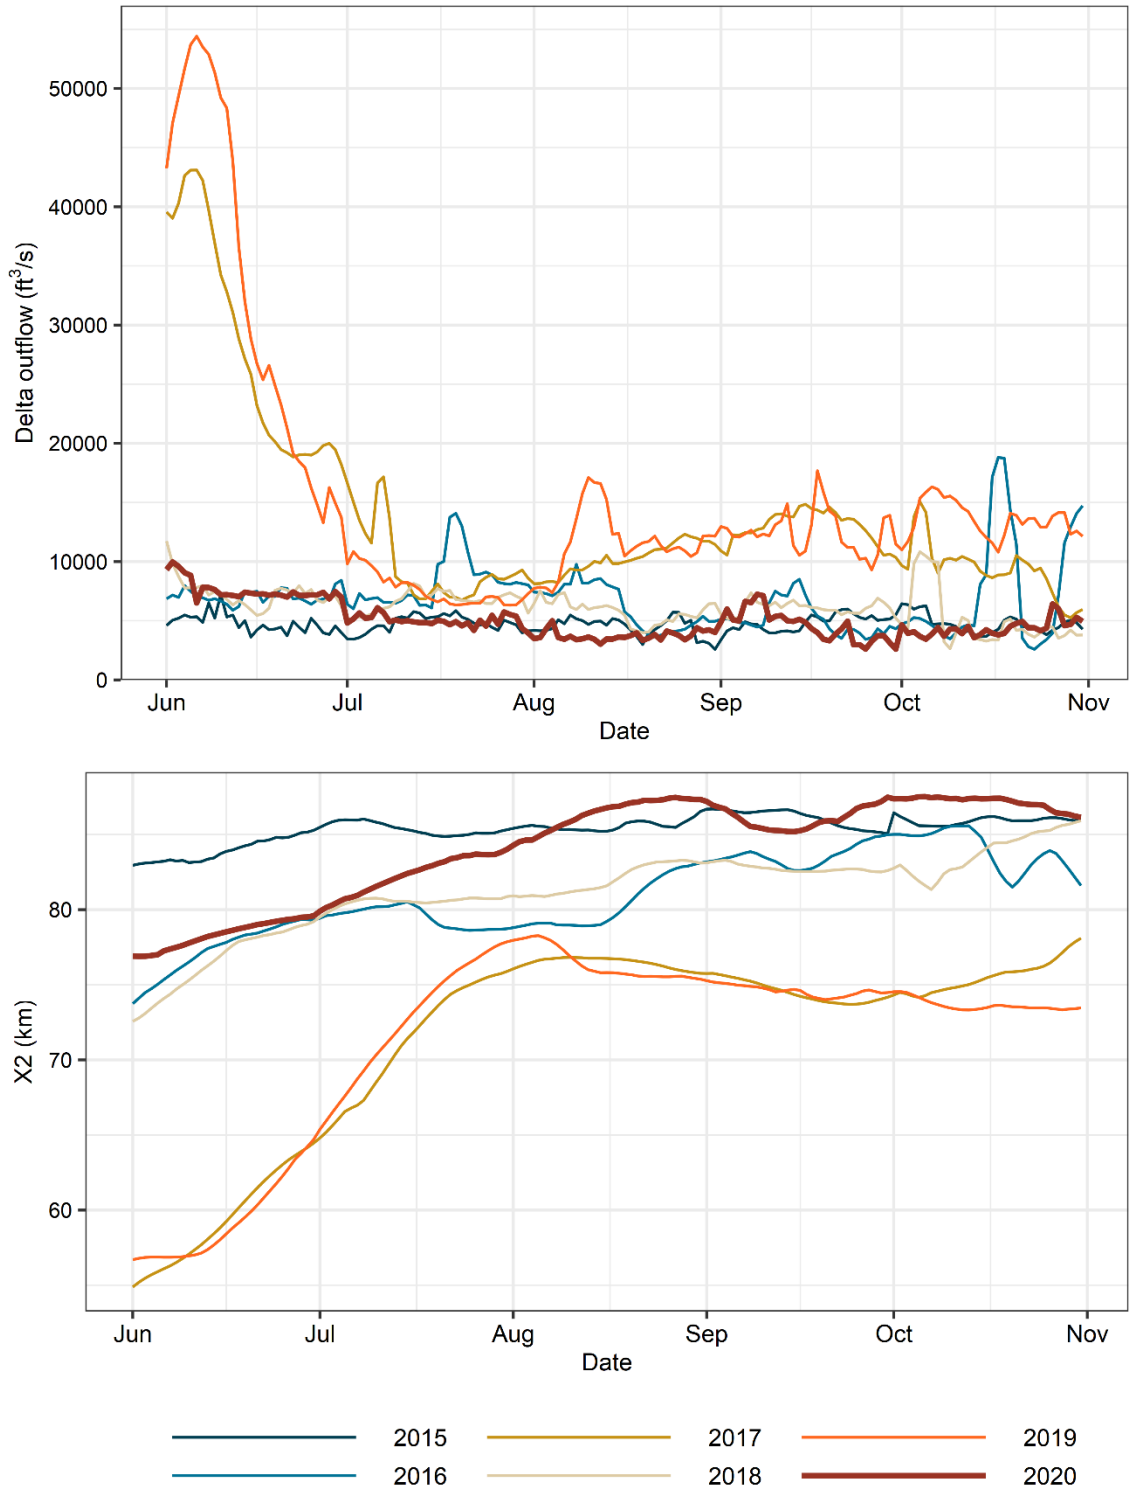 Delta outflow (ft³/s)
50000
40000
30000
20000
10000
0
Jun Jul Aug Sep Oct Nov
Date
X2 (km)
80
70
60
Jun Jul Aug Sep Oct Nov
Date
2015 2017 2019
2016 2018 2020